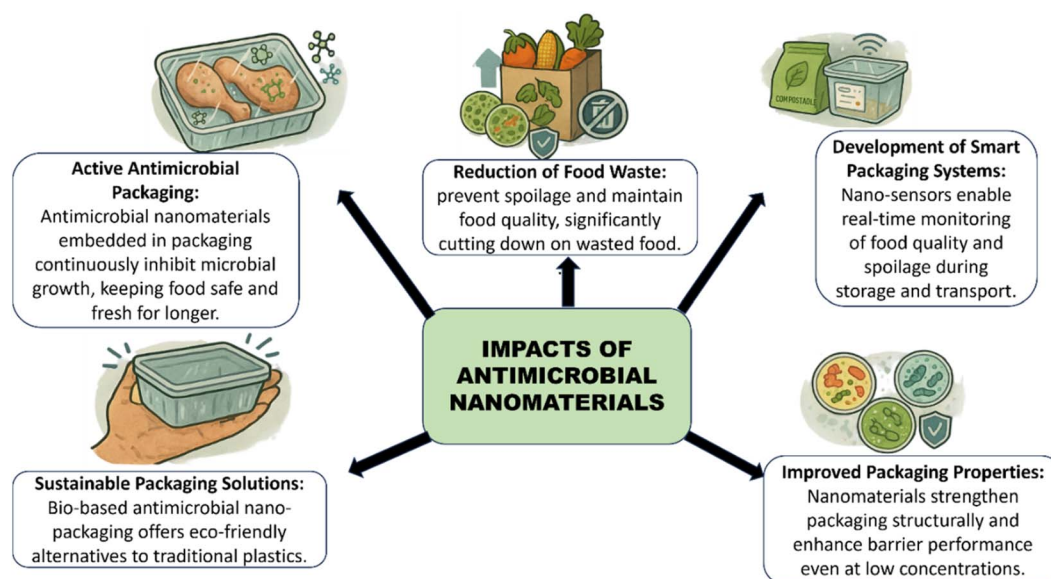 COMPOSTABLE
Active Antimicrobial
Packaging:
Antimicrobial nanomaterials
embedded in packaging
continuously inhibit microbial
growth, keeping food safe and
fresh for longer.
Reduction of Food Waste:
prevent spoilage and maintain
food quality, significantly
cutting down on wasted food.
Development of Smart
Packaging Systems:
Nano-sensors enable
real-time monitoring
of food quality and
spoilage during
storage and transport.
IMPACTS OF
ANTIMICROBIAL
NANOMATERIALS
Sustainable Packaging Solutions:
Bio-based antimicrobial nano-
packaging offers eco-friendly
alternatives to traditional plastics.
Improved Packaging Properties:
Nanomaterials strengthen
packaging structurally and
enhance barrier performance
even at low concentrations.